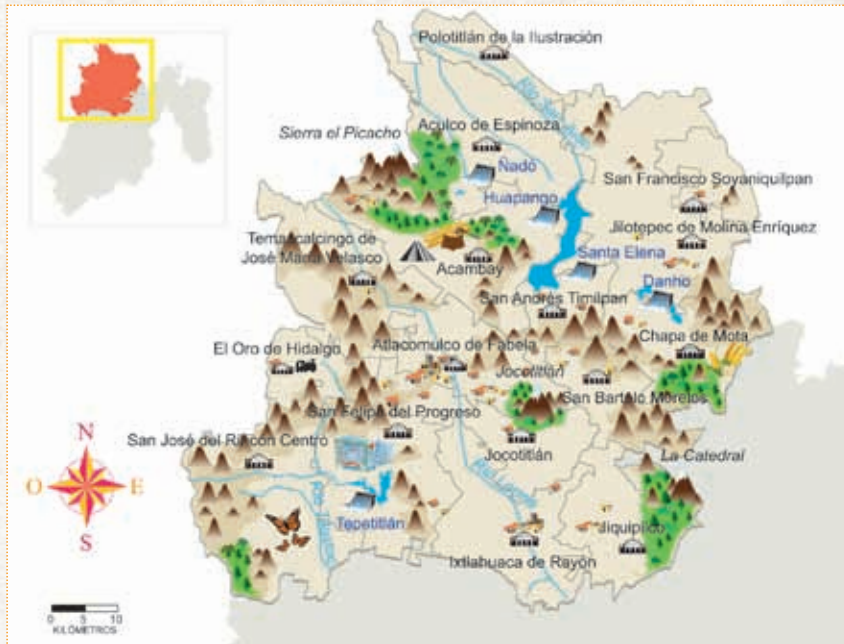 Polotitlán de la Ilustración
Río San Juan
Sierra el Picacho
Aculco de Espinoza
Ñadó
San Francisco Soyaniquilpan
Huapango
Jilotepec de Molina Enríquez
Temascalcingo de
José María Velasco
Acambay
Santa Elena
Danho
San Andrés Timilpan
Chapa de Mota
El Oro de Hidalgo
Atlacomulco de Fabela
Jocotitlán
San Bartolo Morelos
San Felipe del Progreso
San José del Rincón Centro
Jocotitlán
La Catedral
N
O
E
S
Río Lerma
Tepetitlán
Jiquipilco
Ixtlahuaca de Rayón
0
5
10
KILÓMETROS